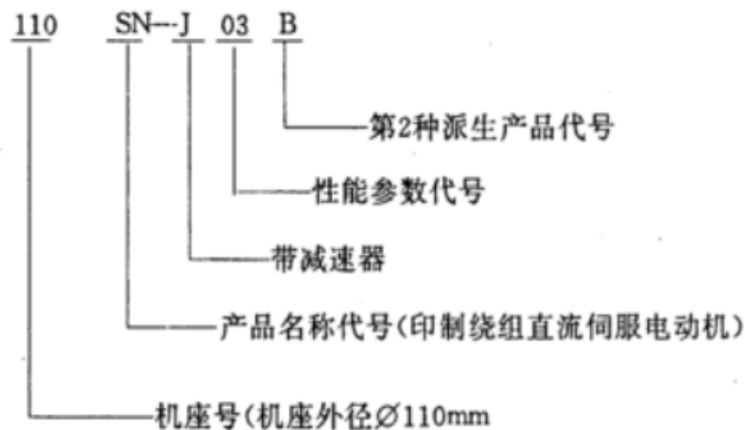 110 SN-J 03 B
第2种派生产品代号
性能参数代号
带减速器
产品名称代号(印制绕组直流伺服电动机)
机座号(机座外径∅110mm